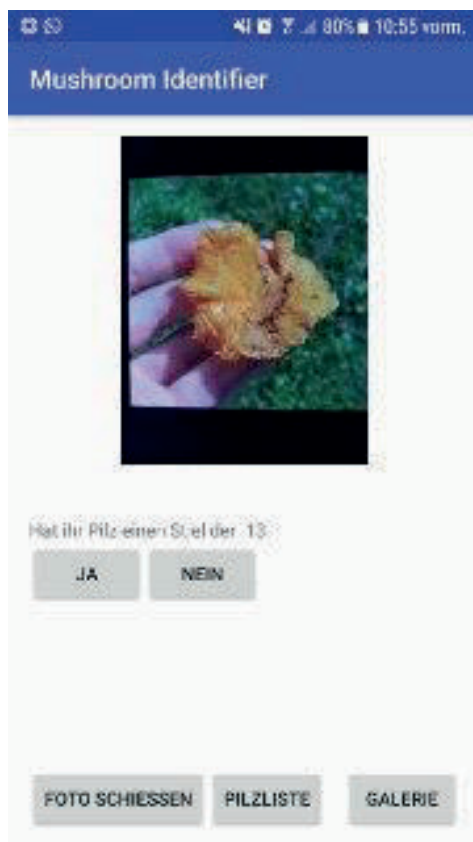 80% 10:55 vorm.
Mushroom Identifier
Hat ihr Pilz einen Stiel der 13
JA NEIN
FOTO SCHIESSEN PILZLISTE GALERIE